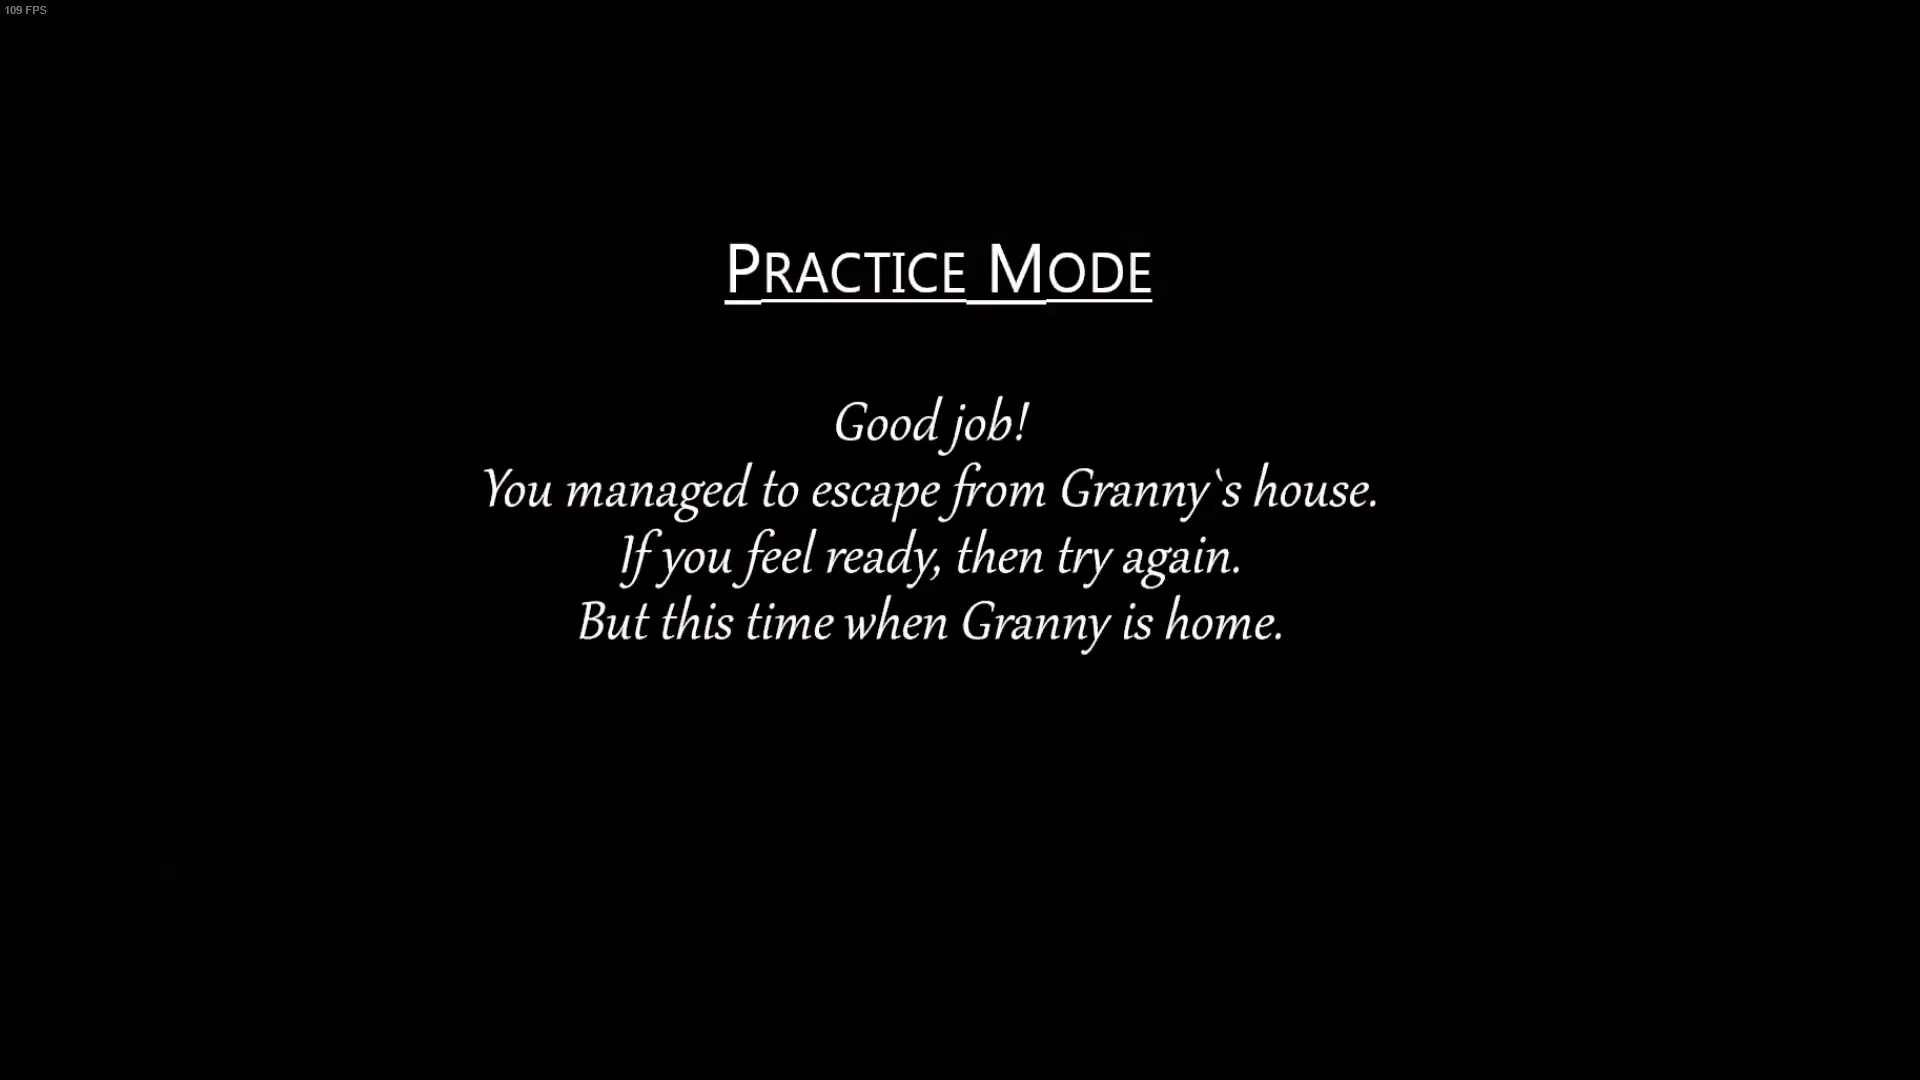 109 FPS
PRACTICE MODE
Good job!
You managed to escape from Granny`s house.
If you feel ready, then try again.
But this time when Granny is home.